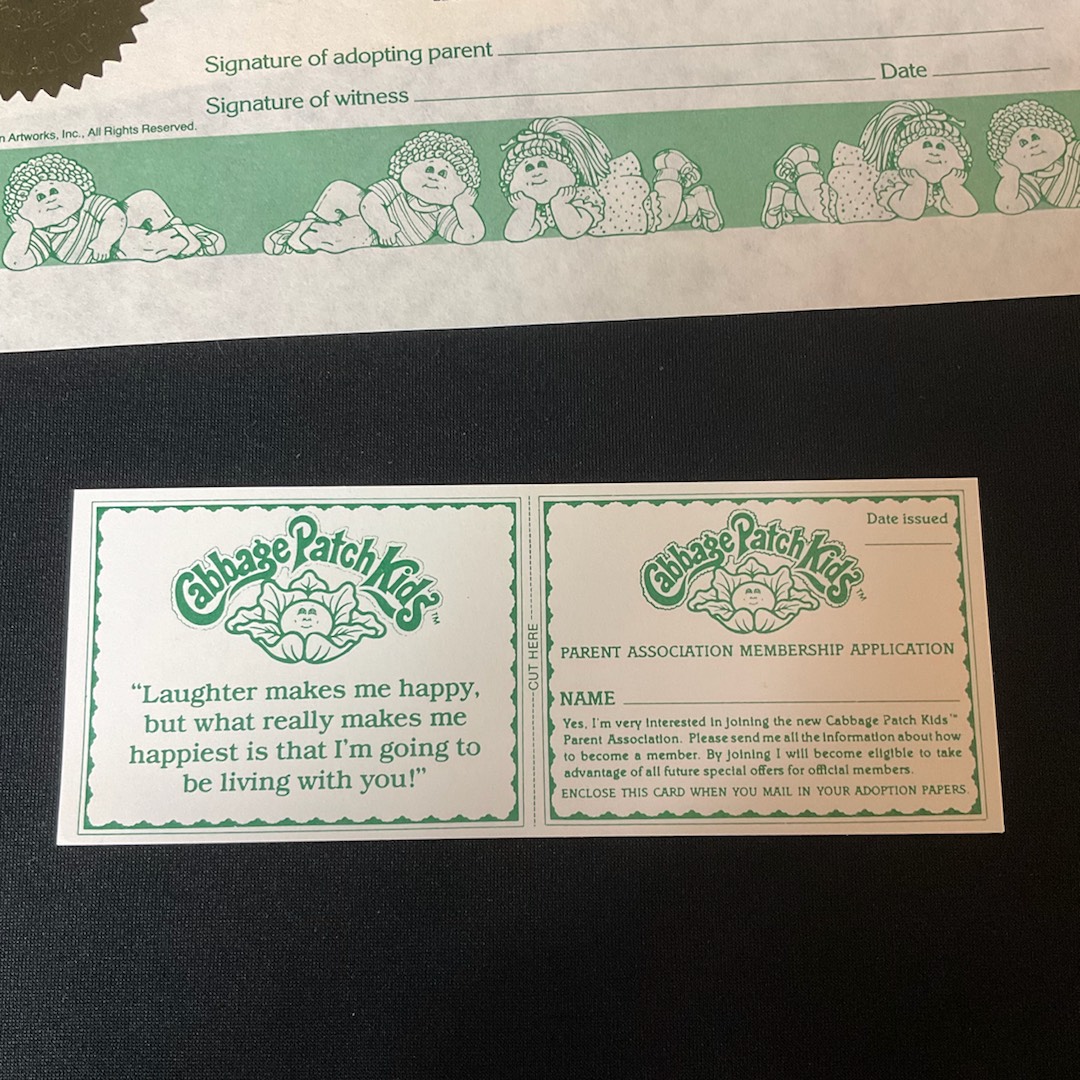 Signature of adopting parent
Signature of witness
Date
n Artworks, Inc., All Rights Reserved.
Cabbage Patch Kids™
“Laughter makes me happy,
but what really makes me
happiest is that I’m going to
be living with you!”
CUT HERE
Date issued
Cabbage Patch Kids™
PARENT ASSOCIATION MEMBERSHIP APPLICATION
NAME
Yes, I'm very interested in joining the new Cabbage Patch Kids™
Parent Association. Please send me all the information about how
to become a member. By joining I will become eligible to take
advantage of all future special offers for official members.
ENCLOSE THIS CARD WHEN YOU MAIL IN YOUR ADOPTION PAPERS.